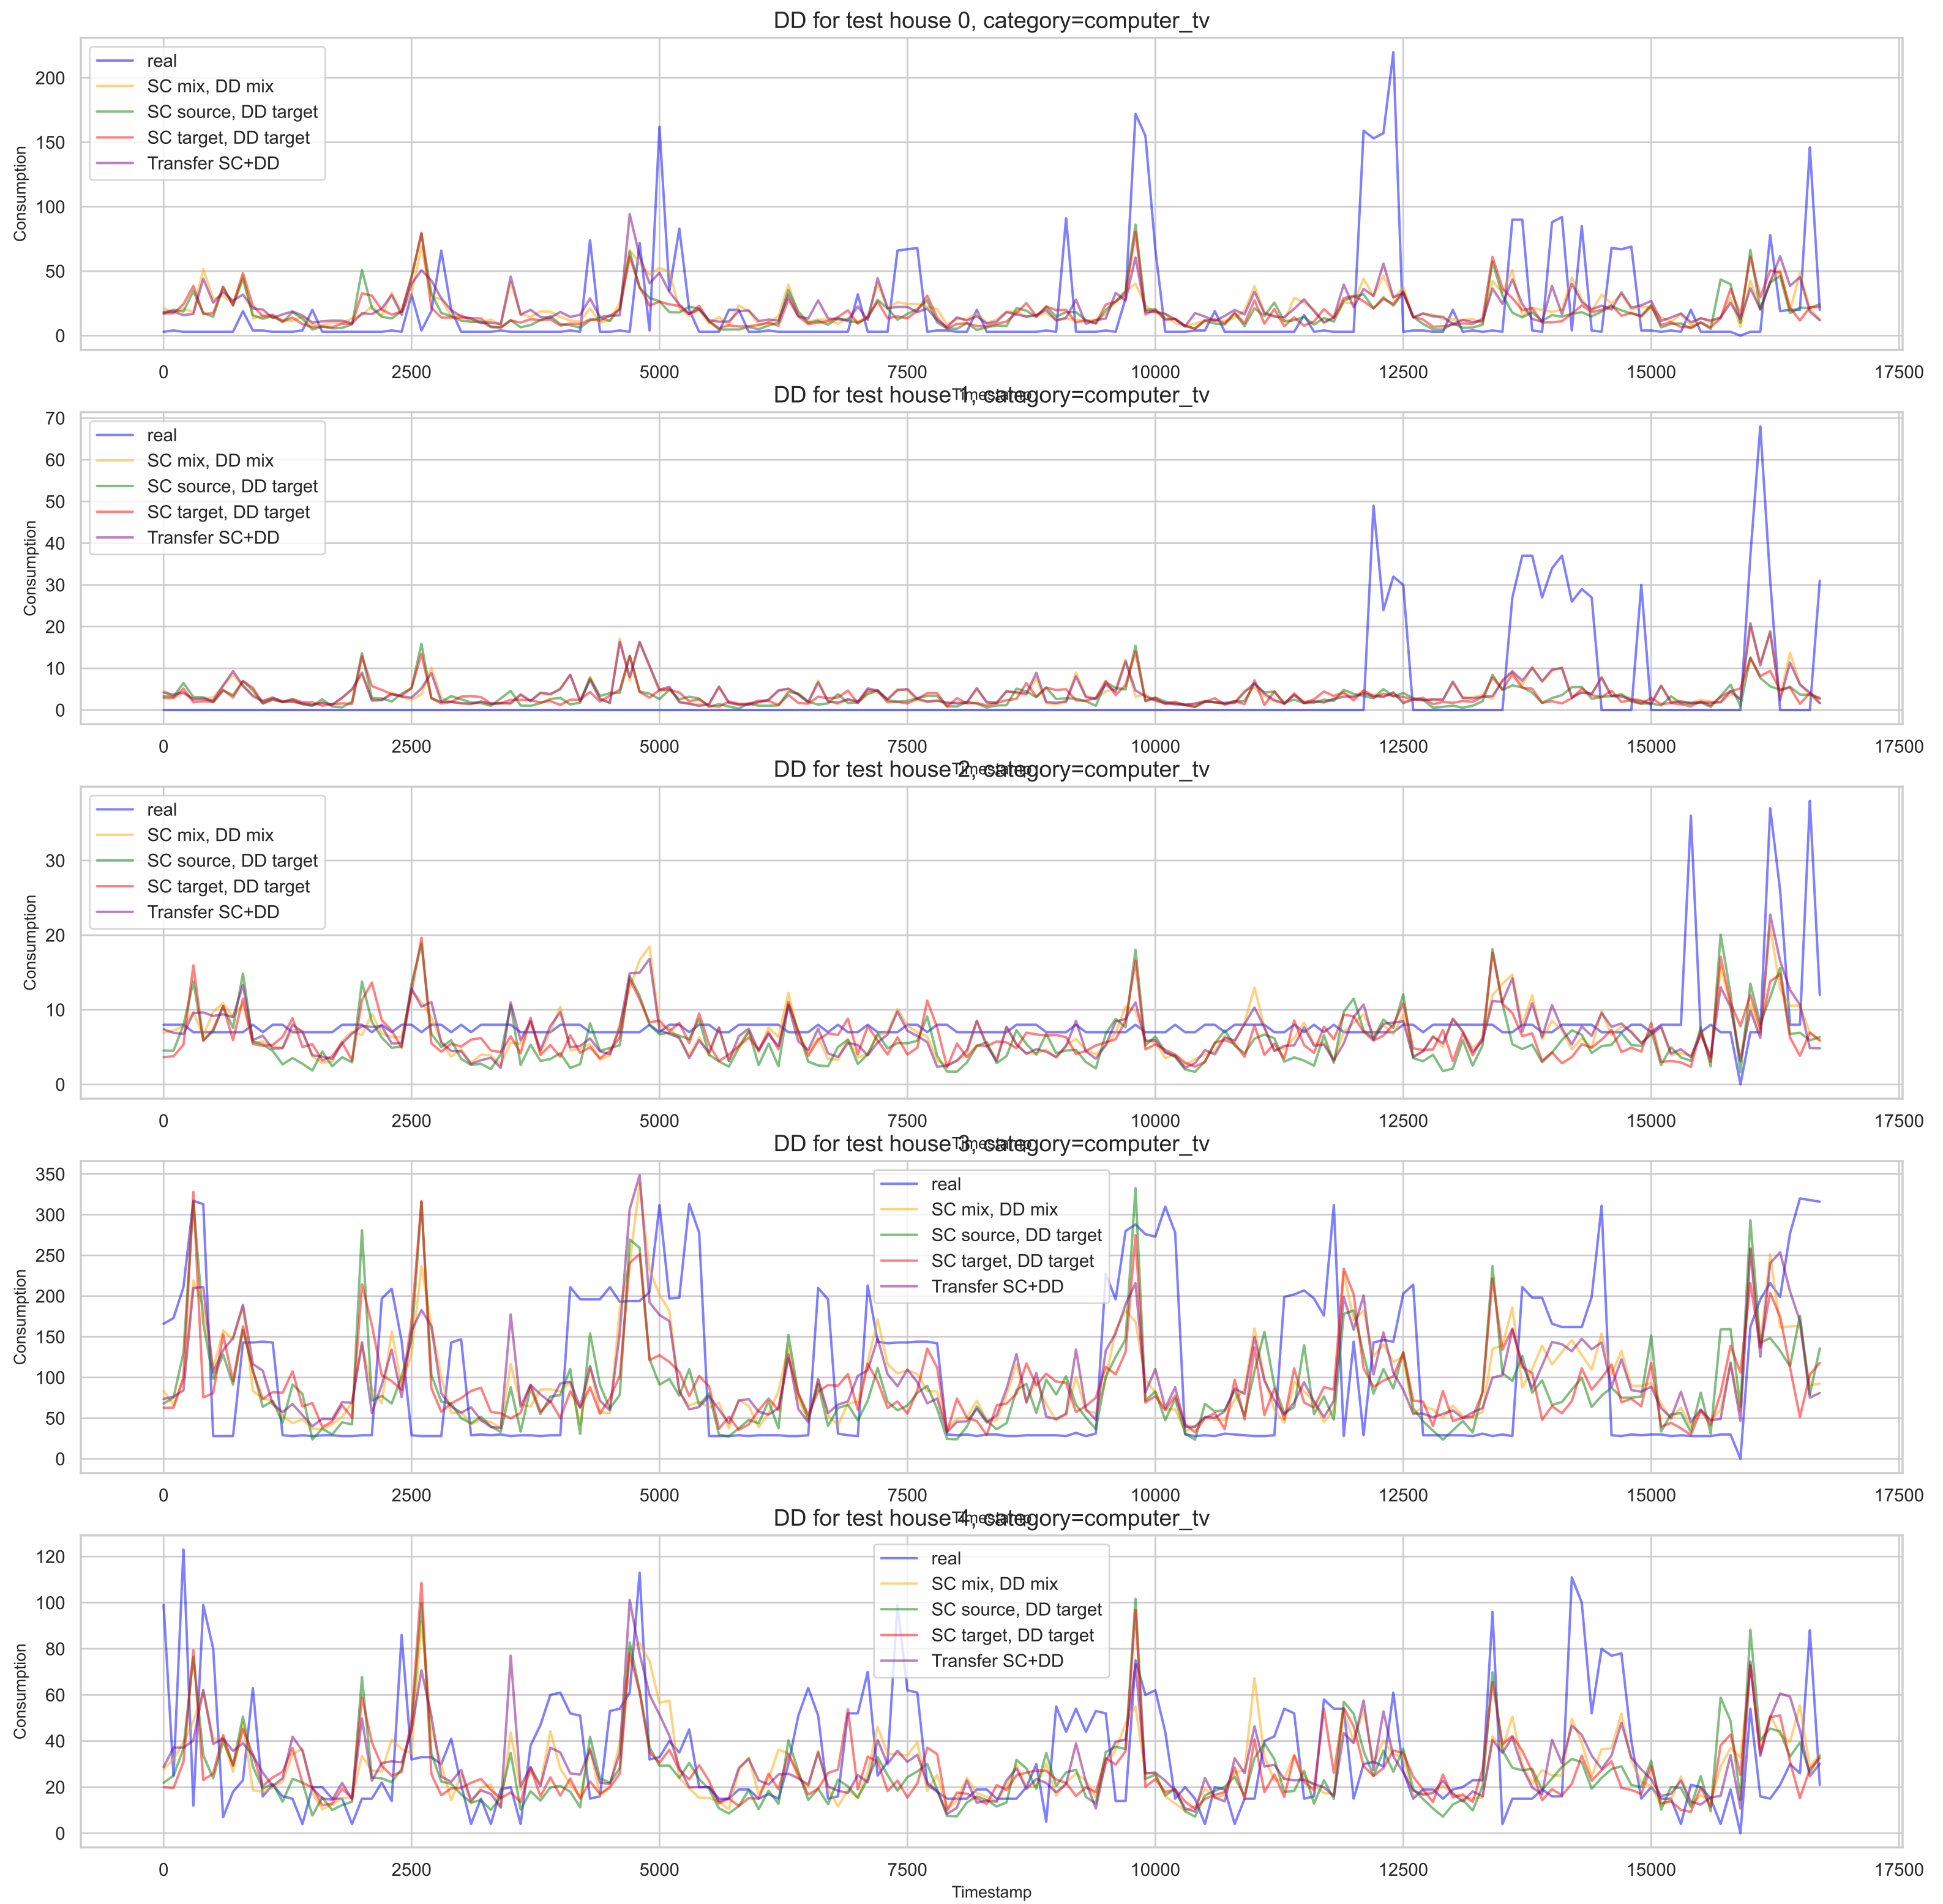 DD for test house 0, category=computer_tv
real
SC mix, DD mix
SC source, DD target
SC target, DD target
Transfer SC+DD
Consumption
200
150
100
50
0
0 2500 5000 7500 10000 12500 15000 17500
Timestamp
DD for test house 1, category=computer_tv
real
SC mix, DD mix
SC source, DD target
SC target, DD target
Transfer SC+DD
Consumption
70
60
50
40
30
20
10
0
0 2500 5000 7500 10000 12500 15000 17500
Timestamp
DD for test house 2, category=computer_tv
real
SC mix, DD mix
SC source, DD target
SC target, DD target
Transfer SC+DD
Consumption
30
20
10
0
0 2500 5000 7500 10000 12500 15000 17500
Timestamp
DD for test house 3, category=computer_tv
real
SC mix, DD mix
SC source, DD target
SC target, DD target
Transfer SC+DD
Consumption
350
300
250
200
150
100
50
0
0 2500 5000 7500 10000 12500 15000 17500
Timestamp
DD for test house 4, category=computer_tv
real
SC mix, DD mix
SC source, DD target
SC target, DD target
Transfer SC+DD
Consumption
120
100
80
60
40
20
0
0 2500 5000 7500 10000 12500 15000 17500
Timestamp